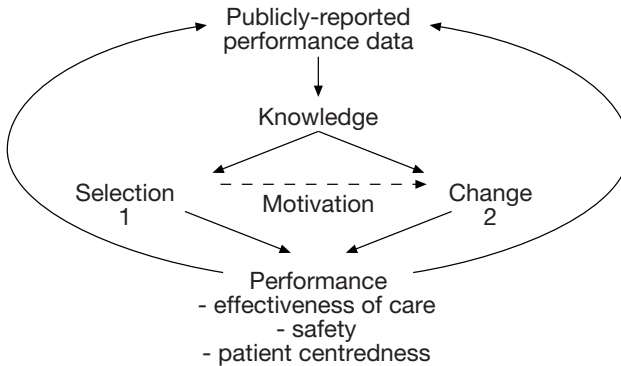 Publicly-reported
performance data
Knowledge
Selection
1
Motivation
Change
2
Performance
- effectiveness of care
- safety
- patient centredness